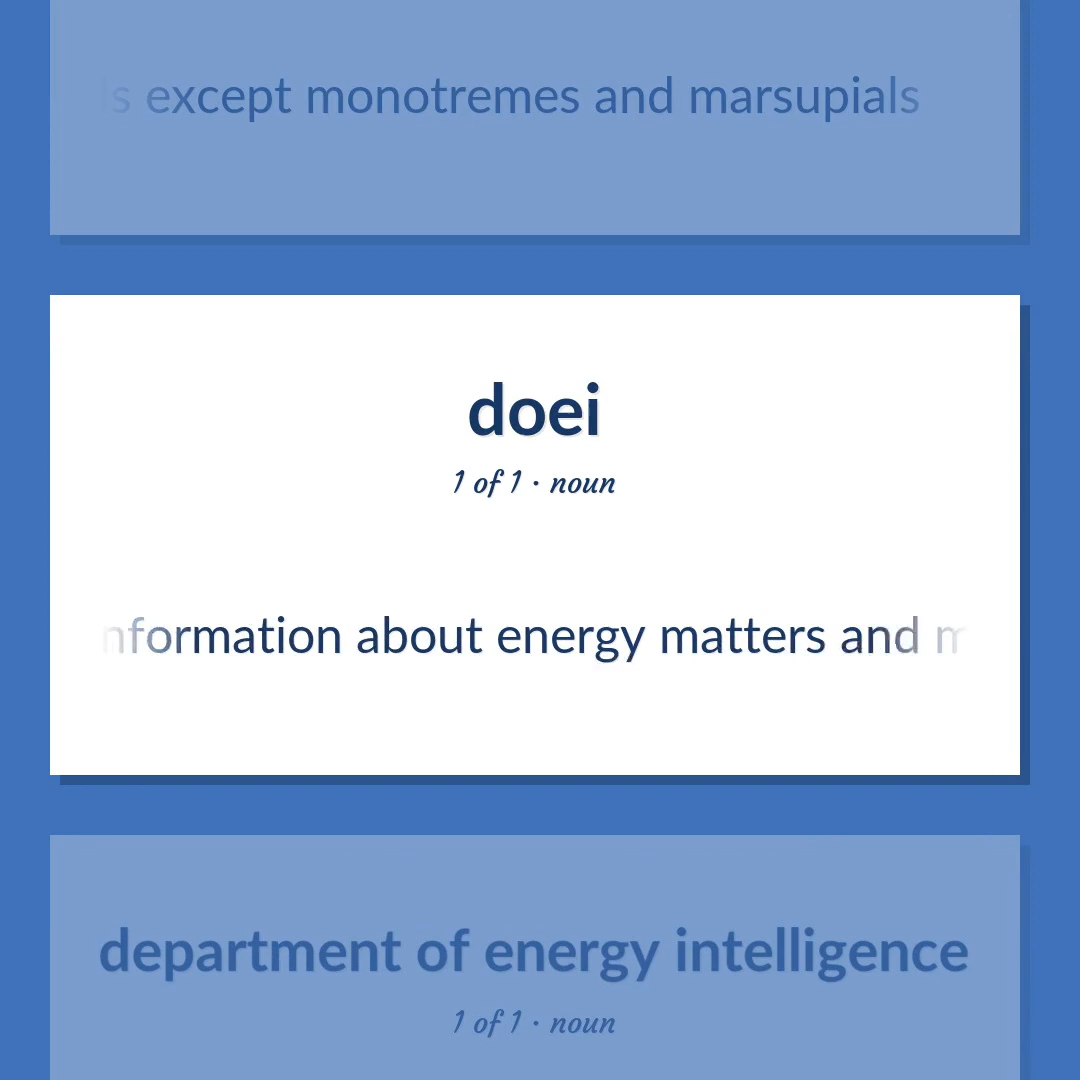 except monotremes and marsupials
doei
1 of 1 · noun
nformation about energy matters and
department of energy intelligence
1 of 1 · noun